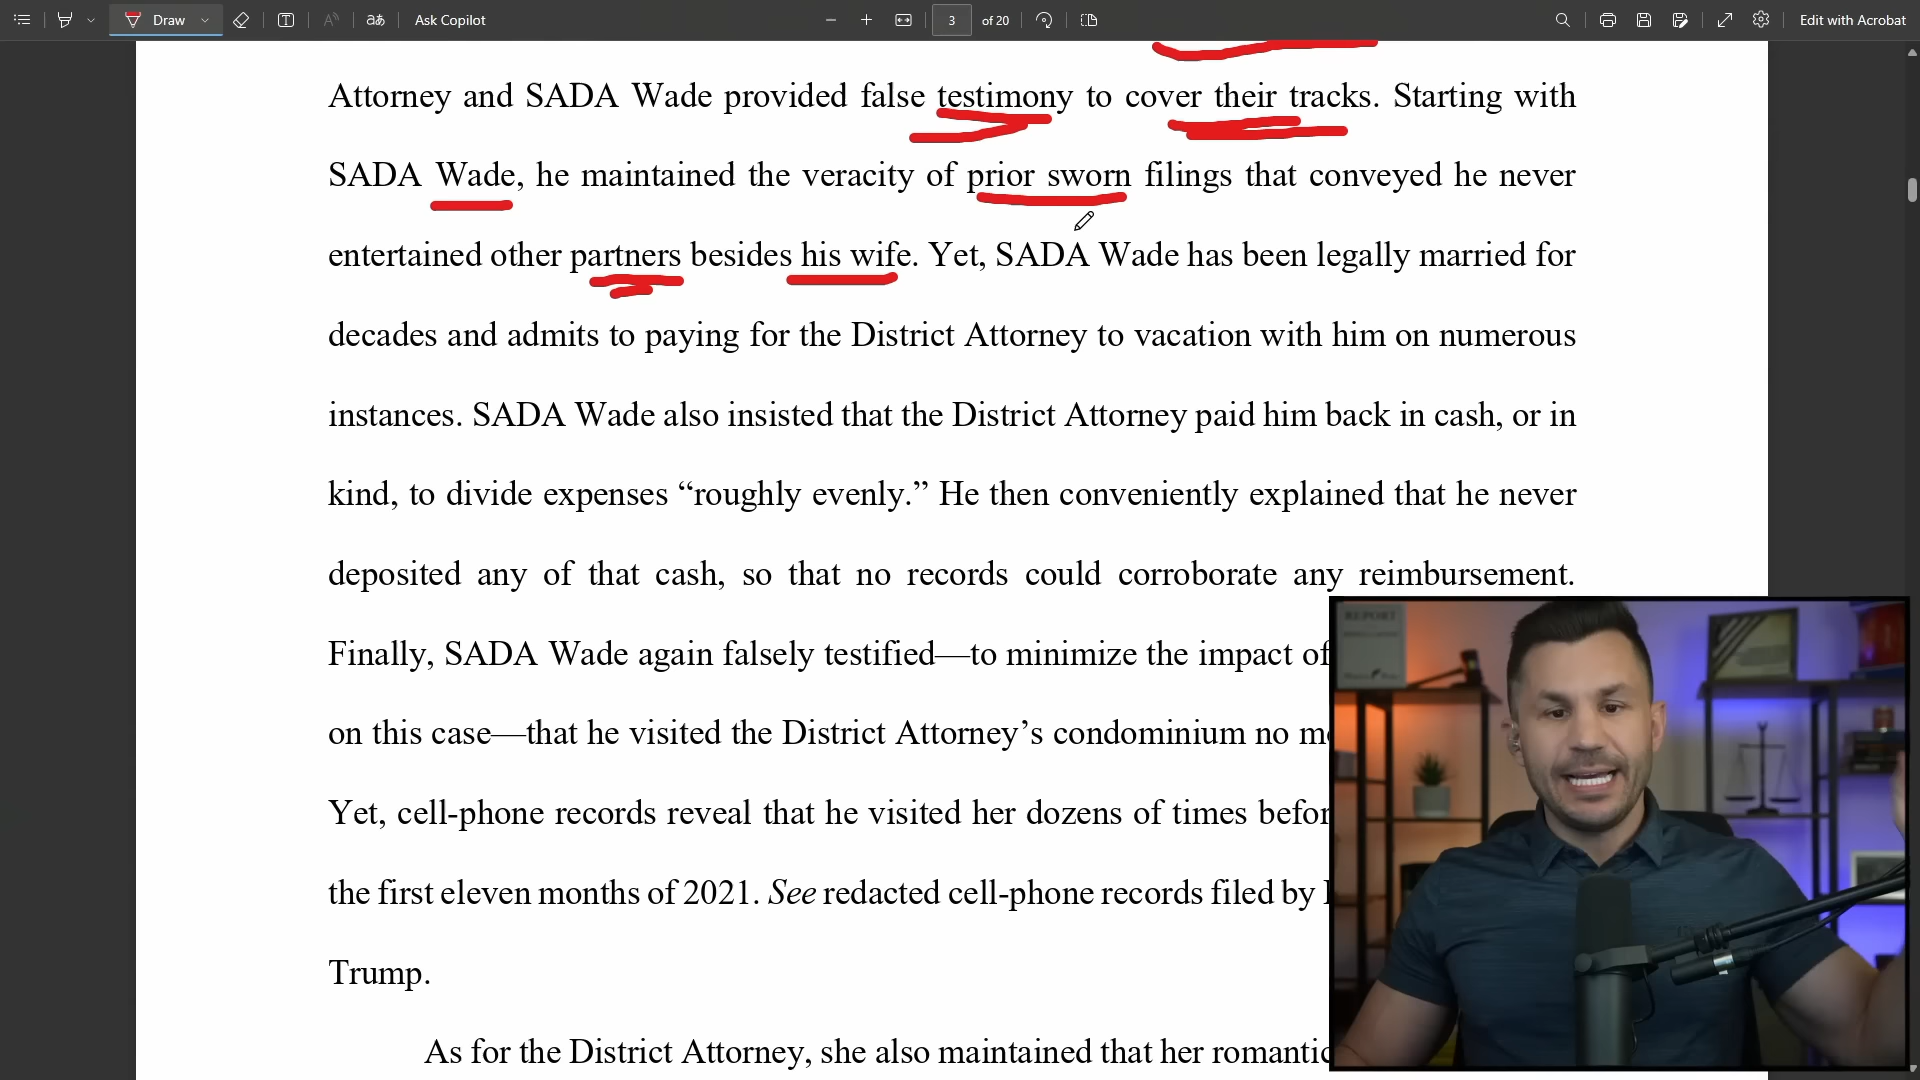 Draw
Ask Copilot
3
of 20
Edit with Acrobat
Attorney and SADA Wade provided false testimony to cover their tracks. Starting with
SADA Wade, he maintained the veracity of prior sworn filings that conveyed he never
entertained other partners besides his wife. Yet, SADA Wade has been legally married for
decades and admits to paying for the District Attorney to vacation with him on numerous
instances. SADA Wade also insisted that the District Attorney paid him back in cash, or in
kind, to divide expenses “roughly evenly.” He then conveniently explained that he never
deposited any of that cash, so that no records could corroborate any reimbursement.
Finally, SADA Wade again falsely testified—to minimize the impact of
on this case—that he visited the District Attorney’s condominium no
Yet, cell-phone records reveal that he visited her dozens of times
the first eleven months of 2021. See redacted cell-phone records filed by
Trump.
As for the District Attorney, she also maintained that her
REPORT